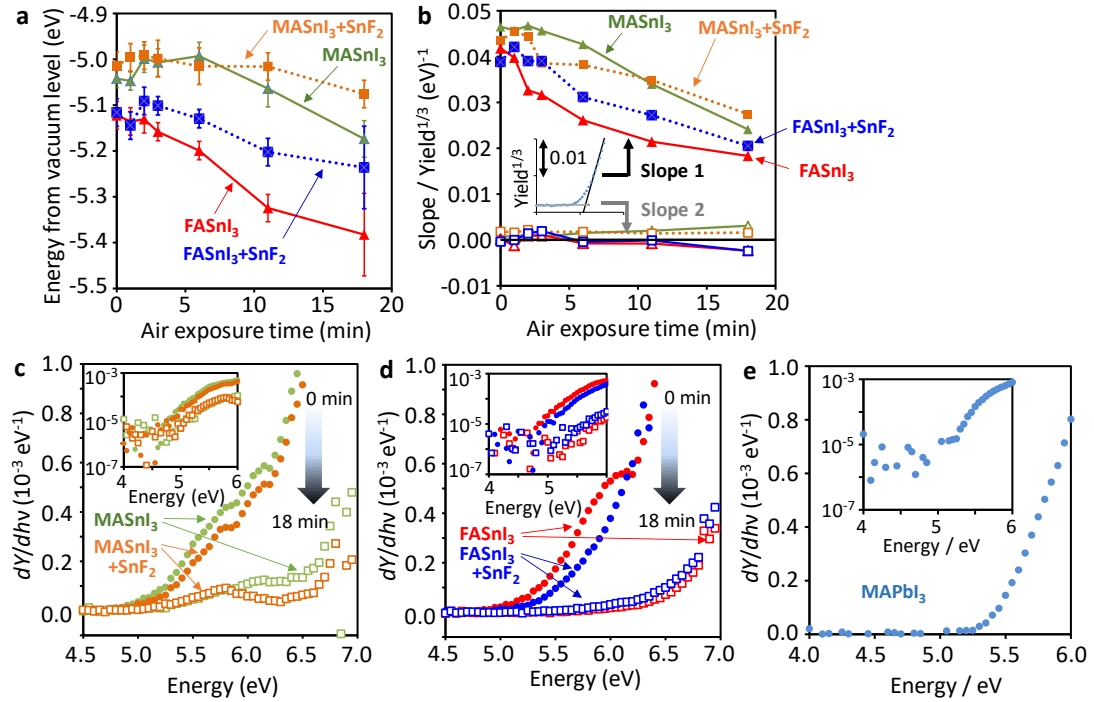 a
Energy from vacuum level (eV)
-4.9
-5.0
-5.1
-5.2
-5.3
-5.4
-5.5
MASnI3+SnF2
MASnI3
FASnI3
FASnI3+SnF2
0
5
10
15
20
Air exposure time (min)
b
Slope / Yield1/3 (eV)-1
0.05
0.04
0.03
0.02
0.01
0.00
-0.01
MASnI3
MASnI3+SnF2
FASnI3+SnF2
FASnI3
Yield1/3
0.01
Slope 1
Slope 2
0
5
10
15
20
Air exposure time (min)
c
dY/dhν (10-3 eV-1)
1.0
0.8
0.6
0.4
0.2
0.0
10-3
10-5
10-7
4
5
6
Energy (eV)
0 min
18 min
MASnI3
MASnI3
+SnF2
4.5
5.0
5.5
6.0
6.5
7.0
Energy (eV)
d
dY/dhν (10-3 eV-1)
1.0
0.8
0.6
0.4
0.2
0.0
10-3
10-5
10-7
4
5
Energy (eV)
0 min
18 min
FASnI3
FASnI3
+SnF2
4.5
5.0
5.5
6.0
6.5
7.0
Energy (eV)
e
dY/dhν (10-3 eV-1)
1.0
0.8
0.6
0.4
0.2
0.0
10-3
10-5
10-7
4
5
6
Energy / eV
MAPbI3
4.0
4.5
5.0
5.5
6.0
Energy / eV